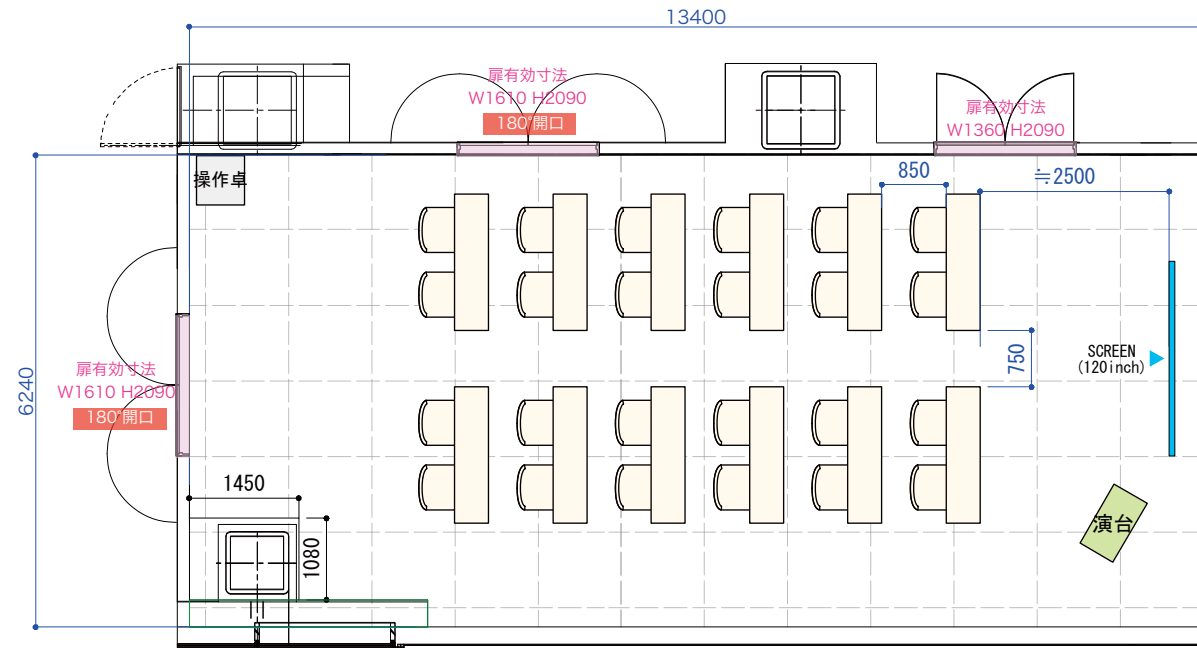 13400
扉有効寸法
W1610 H2090
180°開口
扉有効寸法
W1360 H2090
操作卓
850
≒2500
6240
扉有効寸法
W1610 H2090
180°開口
750
SCREEN
(120inch)
1450
1080
演台